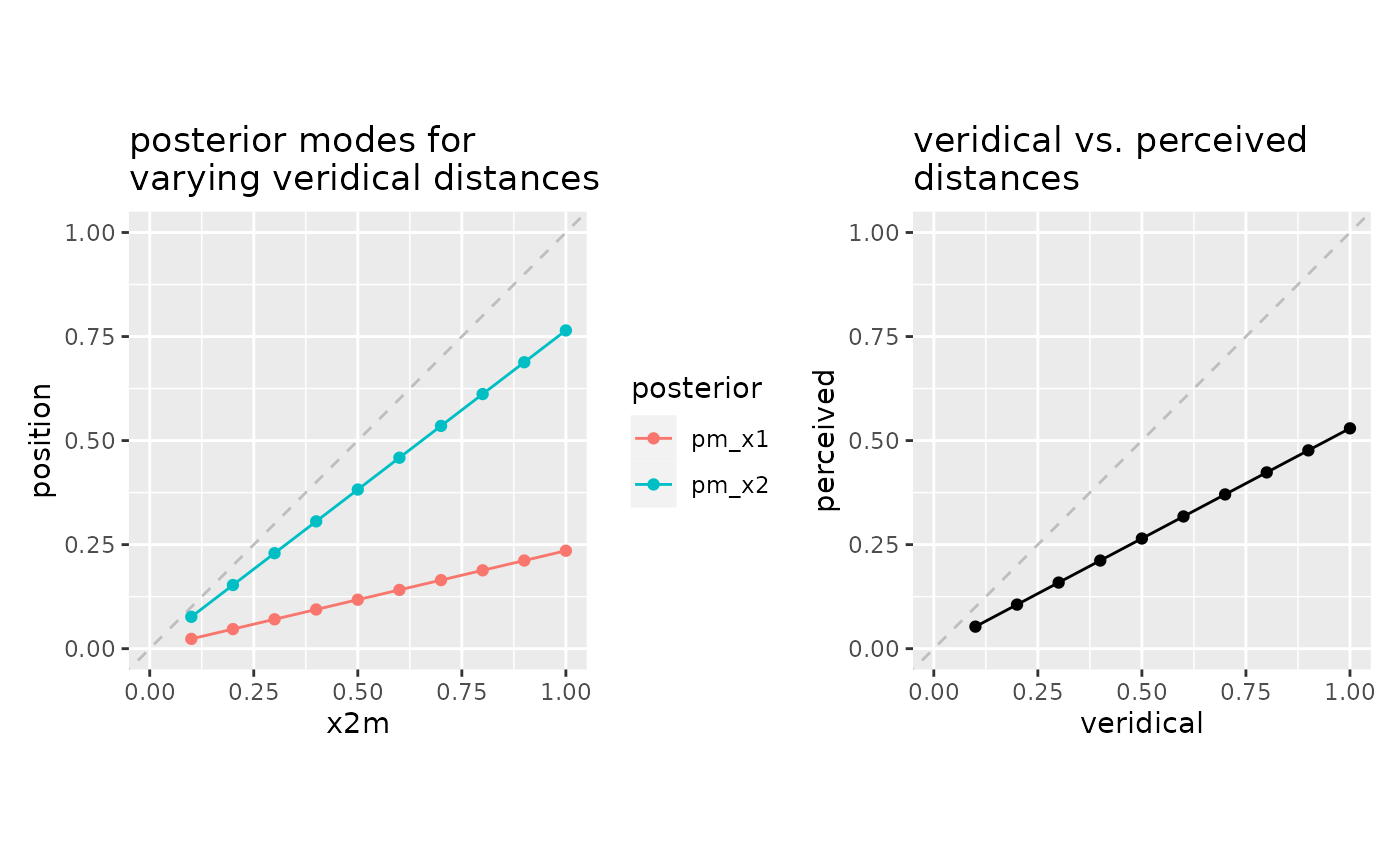 posterior modes for
varying veridical distances
1.00
0.75
0.50
0.25
0.00
position
0.00 0.25 0.50 0.75 1.00
x2m
posterior
pm_x1
pm_x2
veridical vs. perceived
distances
1.00
0.75
0.50
0.25
0.00
perceived
0.00 0.25 0.50 0.75 1.00
veridical